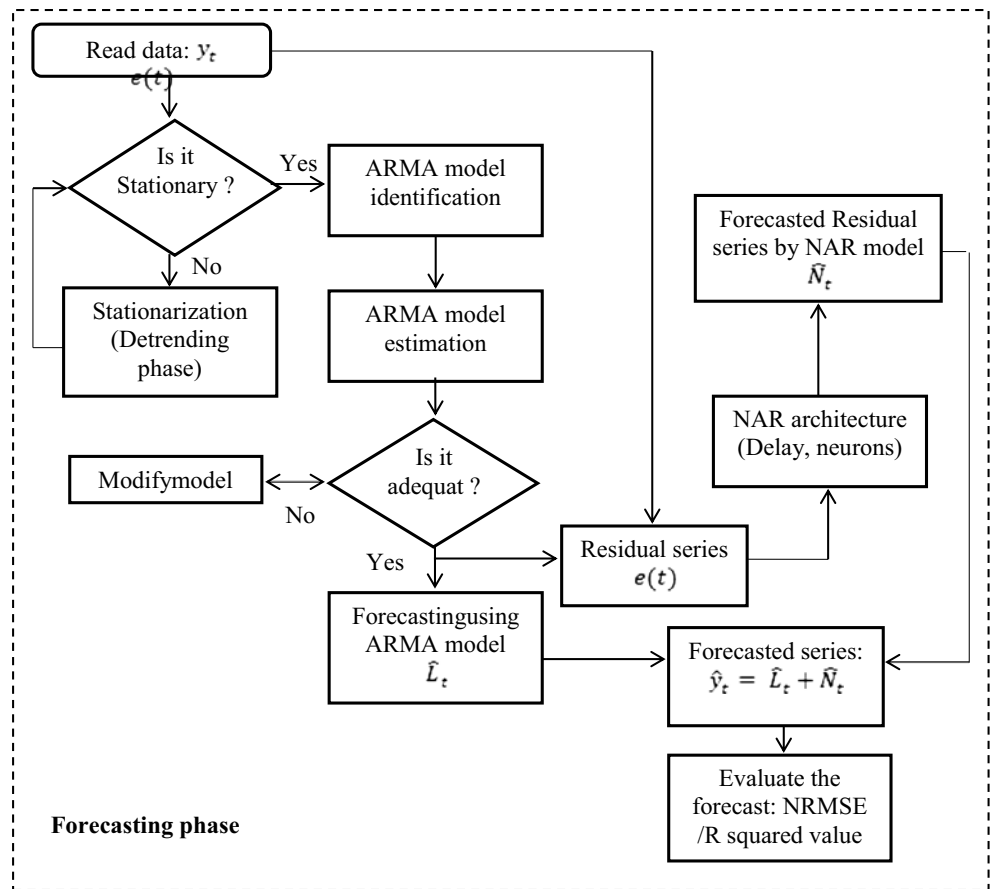 Read data: y_t
e(t)
Is it
Stationary ?
Yes
No
Stationarization
(Detrending
phase)
ARMA model
identification
ARMA model
estimation
Is it
adequat ?
No
Modifymodel
Yes
Forecastingusing
ARMA model
L̂_t
Residual series
e(t)
NAR architecture
(Delay, neurons)
Forecasted Residual
series by NAR model
N̂_t
Forecasted series:
ŷ_t = L̂_t + N̂_t
Evaluate the
forecast: NRMSE
/R squared value
Forecasting phase